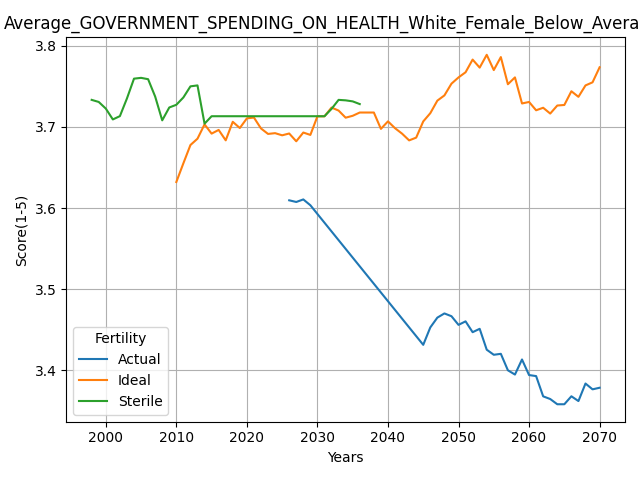 Average_GOVERNMENT_SPENDING_ON_HEALTH_White_Female_Below_Avera
3.8
3.7
3.6
3.5
3.4
Score(1-5)
Fertility
Actual
Ideal
Sterile
2000 2010 2020 2030 2040 2050 2060 2070
Years